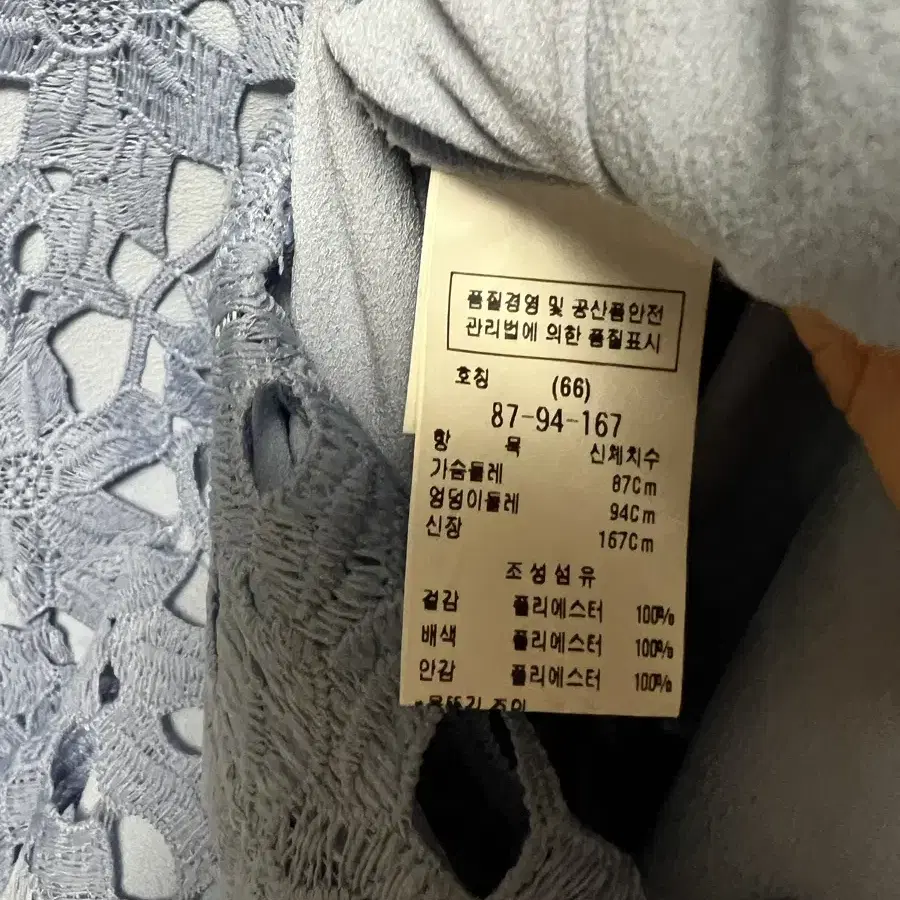 품질경영 및 공산품안전
관리법에 의한 품질표시
호칭 (66)
87-94-167
항 목 신체치수
가슴둘레 87Cm
엉덩이둘레 94Cm
신장 167Cm
조성섬유
겉감 폴리에스터 100%
배색 폴리에스터 100%
안감 폴리에스터 100%